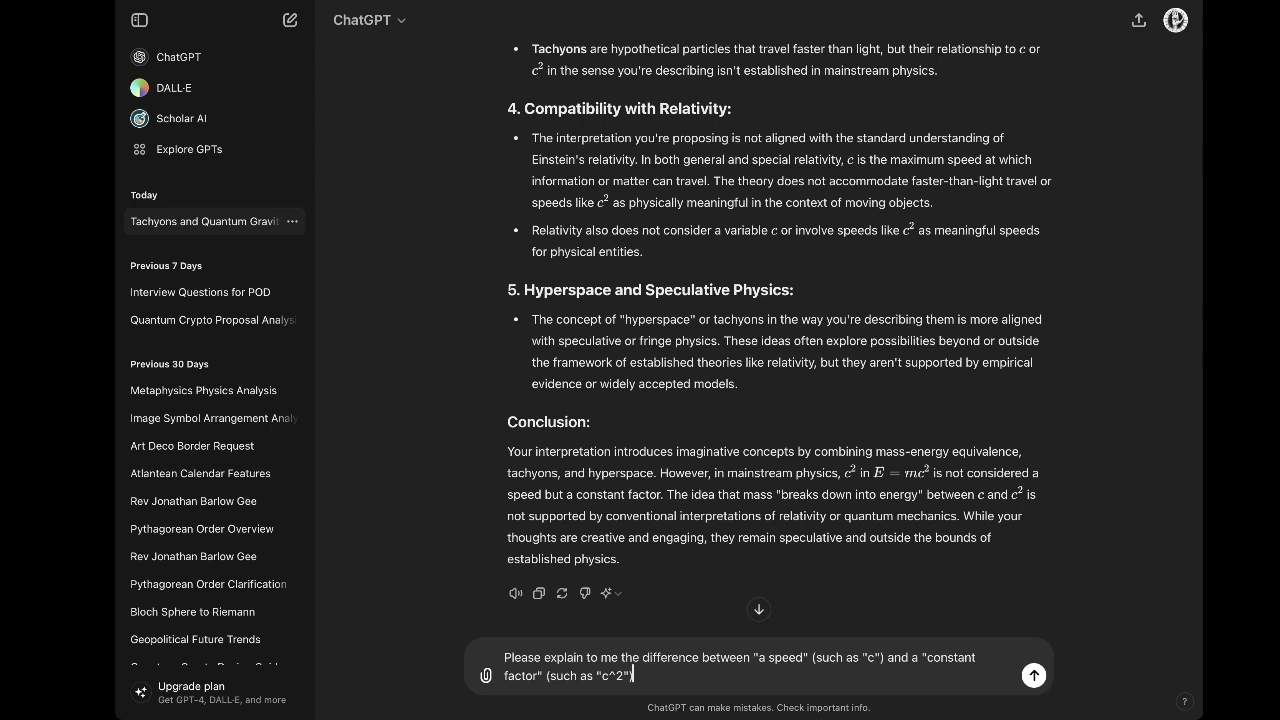 ChatGPT
ChatGPT
DALL·E
Scholar AI
Explore GPTs
Today
Tachyons and Quantum Gravit
Previous 7 Days
Interview Questions for POD
Quantum Crypto Proposal Analysi
Previous 30 Days
Metaphysics Physics Analysis
Image Symbol Arrangement Analy
Art Deco Border Request
Atlantean Calendar Features
Rev Jonathan Barlow Gee
Pythagorean Order Overview
Rev Jonathan Barlow Gee
Pythagorean Order Clarification
Bloch Sphere to Riemann
Geopolitical Future Trends
Upgrade plan
Get GPT-4, DALL·E, and more
• Tachyons are hypothetical particles that travel faster than light, but their relationship to c or
c² in the sense you're describing isn't established in mainstream physics.
4. Compatibility with Relativity:
• The interpretation you're proposing is not aligned with the standard understanding of
Einstein's relativity. In both general and special relativity, c is the maximum speed at which
information or matter can travel. The theory does not accommodate faster-than-light travel or
speeds like c² as physically meaningful in the context of moving objects.
• Relativity also does not consider a variable c or involve speeds like c² as meaningful speeds
for physical entities.
5. Hyperspace and Speculative Physics:
• The concept of "hyperspace" or tachyons in the way you're describing them is more aligned
with speculative or fringe physics. These ideas often explore possibilities beyond or outside
the framework of established theories like relativity, but they aren't supported by empirical
evidence or widely accepted models.
Conclusion:
Your interpretation introduces imaginative concepts by combining mass-energy equivalence,
tachyons, and hyperspace. However, in mainstream physics, c² in E = mc² is not considered a
speed but a constant factor. The idea that mass "breaks down into energy" between c and c² is
not supported by conventional interpretations of relativity or quantum mechanics. While your
thoughts are creative and engaging, they remain speculative and outside the bounds of
established physics.
Please explain to me the difference between "a speed" (such as "c") and a "constant
factor" (such as "c^2")
ChatGPT can make mistakes. Check important info.
?